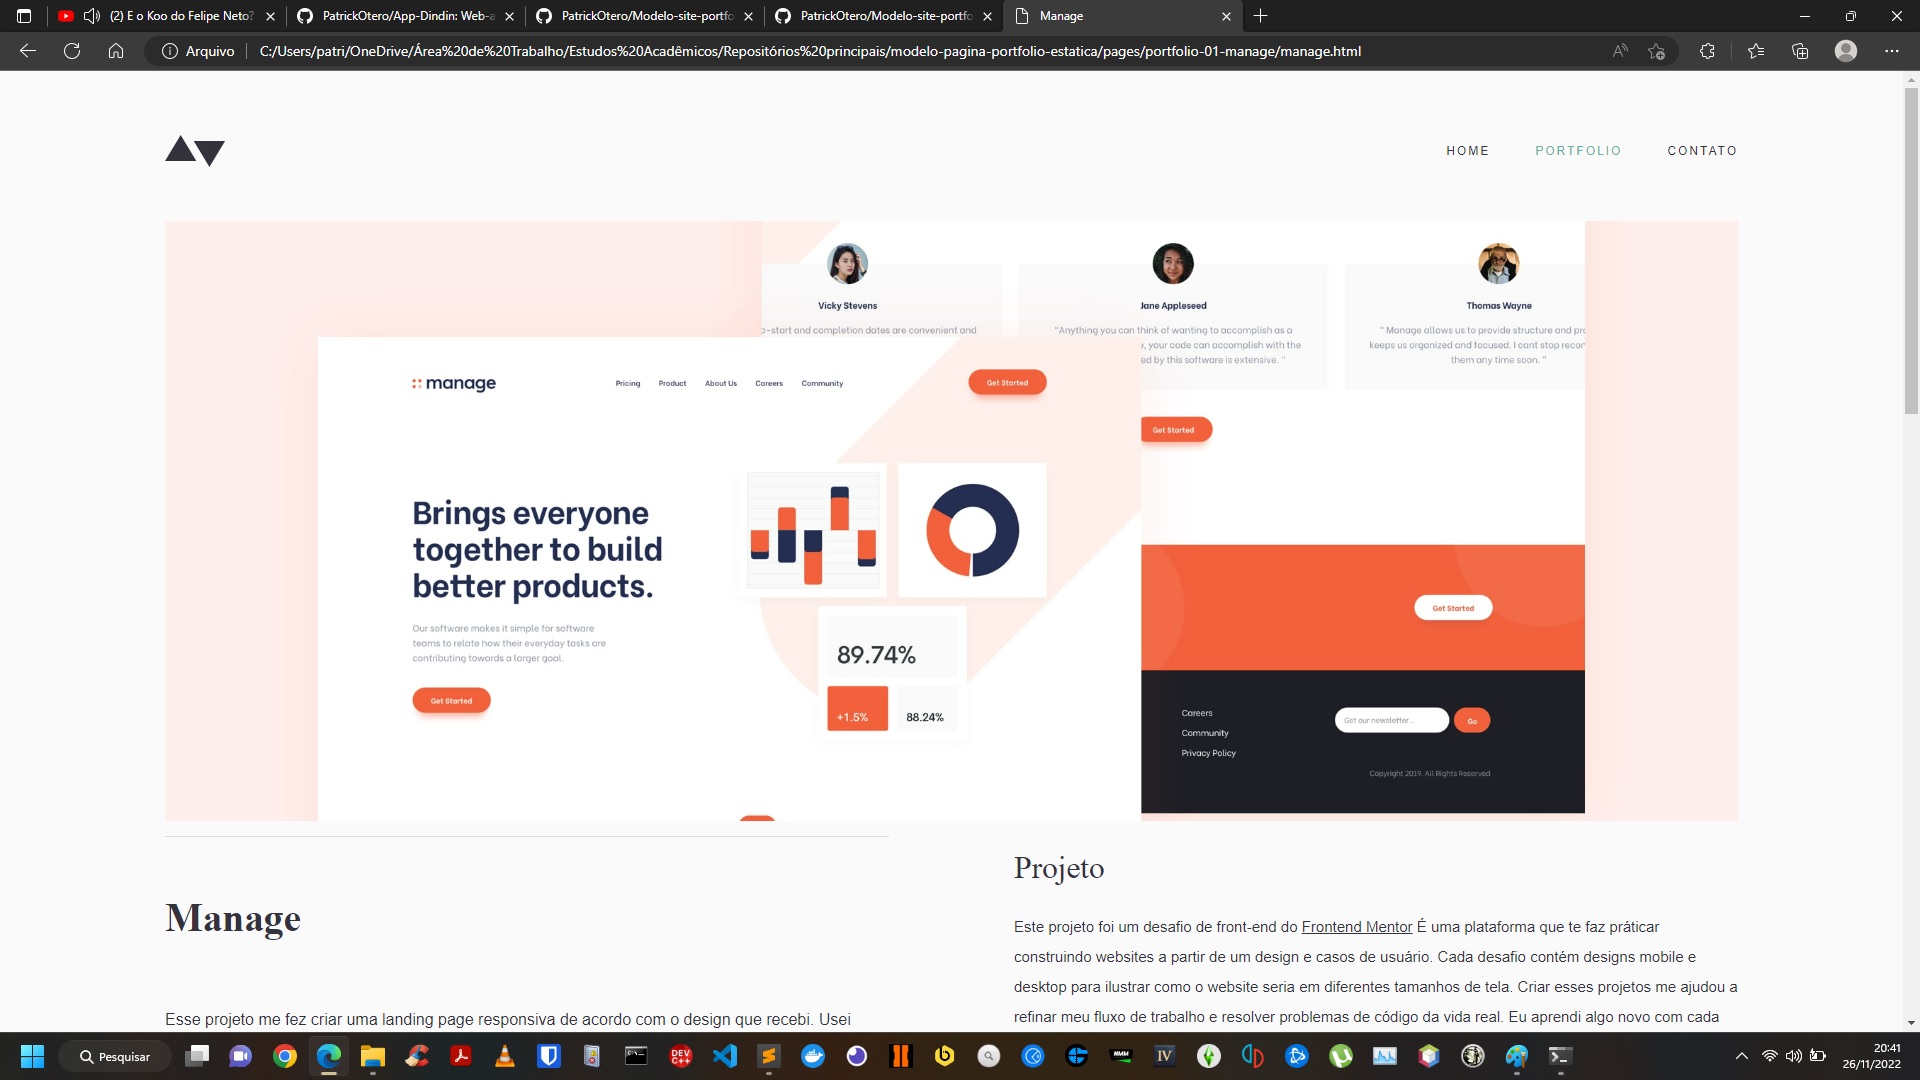 (2) E o Koo do Felipe Neto?
PatrickOtero/App-Dindin: Web-a
PatrickOtero/Modelo-site-portfo
PatrickOtero/Modelo-site-portfo
Manage
Arquivo
C:/Users/patri/OneDrive/Área%20de%20Trabalho/Estudos%20Acadêmicos/Repositórios%20principais/modelo-pagina-portfolio-estatica/pages/portfolio-01-manage/manage.html
HOME PORTFOLIO CONTATO
Vicky Stevens
o-start and completion dates are convenient and
Jane Appleseed
"Anything you can think of wanting to accomplish as a
, your code can accomplish with the
ed by this software is extensive. "
Thomas Wayne
" Manage allows us to provide structure and pro
keeps us organized and focused. I cant stop recor
them any time soon. "
Get Started
manage
Pricing Product About Us Careers Community
Get Started
Brings everyone
together to build
better products.
Our software makes it simple for software
teams to relate how their everyday tasks are
contributing towards a larger goal.
Get Started
89.74%
+1.5%
88.24%
Get Started
Careers
Community
Privacy Policy
Get our newsletter...
Go
Copyright 2019. All Rights Reserved
Manage
Esse projeto me fez criar uma landing page responsiva de acordo com o design que recebi. Usei
Projeto
Este projeto foi um desafio de front-end do Frontend Mentor É uma plataforma que te faz práticar
construindo websites a partir de um design e casos de usuário. Cada desafio contém designs mobile e
desktop para ilustrar como o website seria em diferentes tamanhos de tela. Criar esses projetos me ajudou a
refinar meu fluxo de trabalho e resolver problemas de código da vida real. Eu aprendi algo novo com cada
Pesquisar
DEV
C++
HMM
IV
20:41
26/11/2022